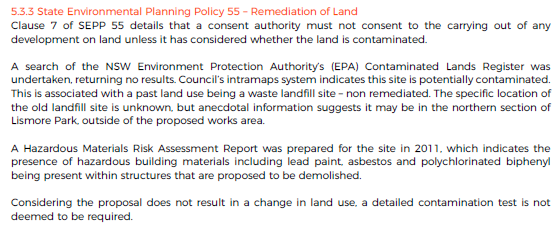 5.3.3 State Environmental Planning Policy 55 – Remediation of Land
Clause 7 of SEPP 55 details that a consent authority must not consent to the carrying out of any
development on land unless it has considered whether the land is contaminated.
A search of the NSW Environment Protection Authority's (EPA) Contaminated Lands Register was
undertaken, returning no results. Council's intramaps system indicates this site is potentially contaminated.
This is associated with a past land use being a waste landfill site – non remediated. The specific location of
the old landfill site is unknown, but anecdotal information suggests it may be in the northern section of
Lismore Park, outside of the proposed works area.
A Hazardous Materials Risk Assessment Report was prepared for the site in 2011, which indicates the
presence of hazardous building materials including lead paint, asbestos and polychlorinated biphenyl
being present within structures that are proposed to be demolished.
Considering the proposal does not result in a change in land use, a detailed contamination test is not
deemed to be required.